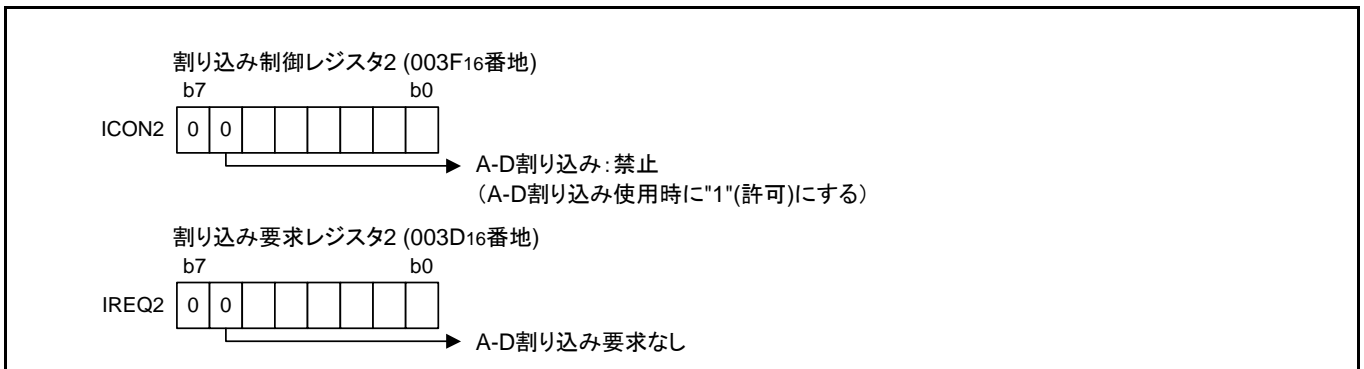 割り込み制御レジスタ2 (003F16番地)
b7 b0
ICON2 0 0
A-D割り込み:禁止
(A-D割り込み使用時に"1"(許可)にする)
割り込み要求レジスタ2 (003D16番地)
b7 b0
IREQ2 0 0
A-D割り込み要求なし